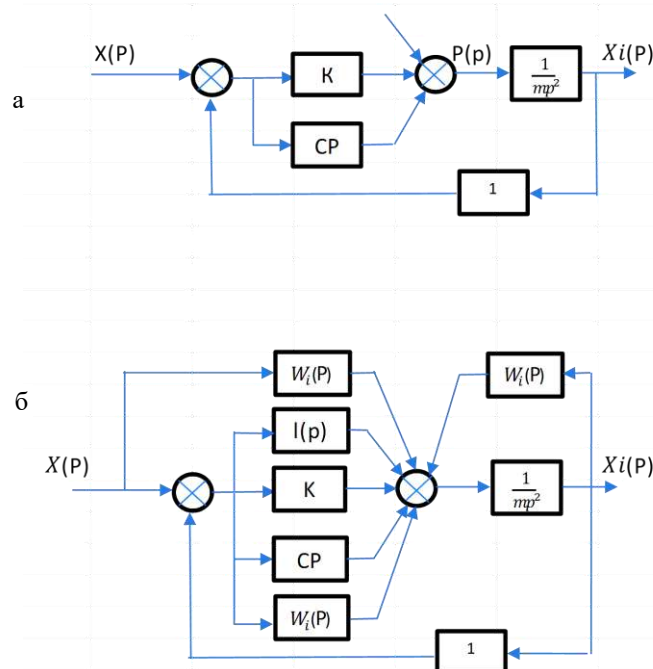 X(P)
P(p)
Xi(P)
K
1
mp²
а
CP
1
W_i(P)
W_i(P)
б
I(p)
X(P)
Xi(P)
K
1
mp²
CP
W_i(P)
1